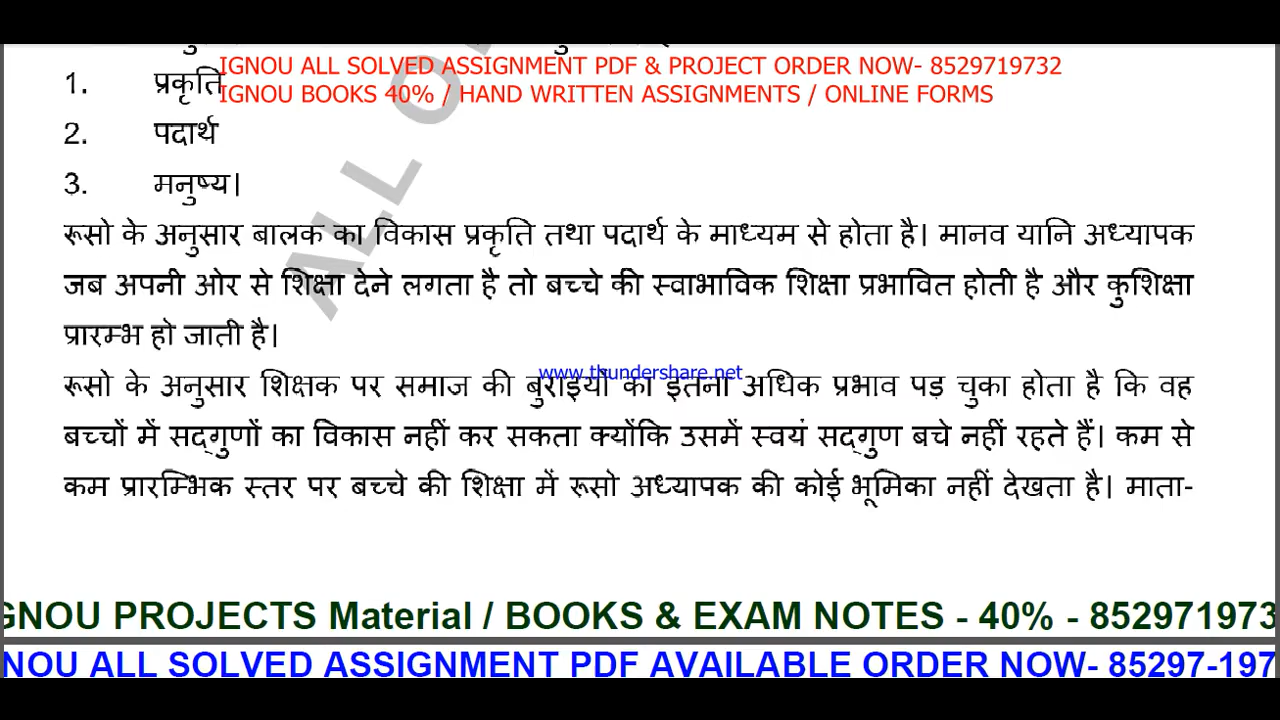 IGNOU ALL SOLVED ASSIGNMENT PDF & PROJECT ORDER NOW- 8529719732
1. प्रकृति
IGNOU BOOKS 40% / HAND WRITTEN ASSIGNMENTS / ONLINE FORMS
2. पदार्थ
3. मनुष्य।
रूसो के अनुसार बालक का विकास प्रकृति तथा पदार्थ के माध्यम से होता है। मानव यानि अध्यापक
जब अपनी ओर से शिक्षा देने लगता है तो बच्चे की स्वाभाविक शिक्षा प्रभावित होती है और कुशिक्षा
प्रारम्भ हो जाती है।
www.thundershare.net
रूसो के अनुसार शिक्षक पर समाज की बुराइयों का इतना अधिक प्रभाव पड़ चुका होता है कि वह
बच्चों में सद्गुणों का विकास नहीं कर सकता क्योंकि उसमें स्वयं सद्गुण बचे नहीं रहते हैं। कम से
कम प्रारम्भिक स्तर पर बच्चे की शिक्षा में रूसो अध्यापक की कोई भूमिका नहीं देखता है। माता-
ALL
GNOU PROJECTS Material / BOOKS & EXAM NOTES - 40% - 852971973
NOU ALL SOLVED ASSIGNMENT PDF AVAILABLE ORDER NOW- 85297-197